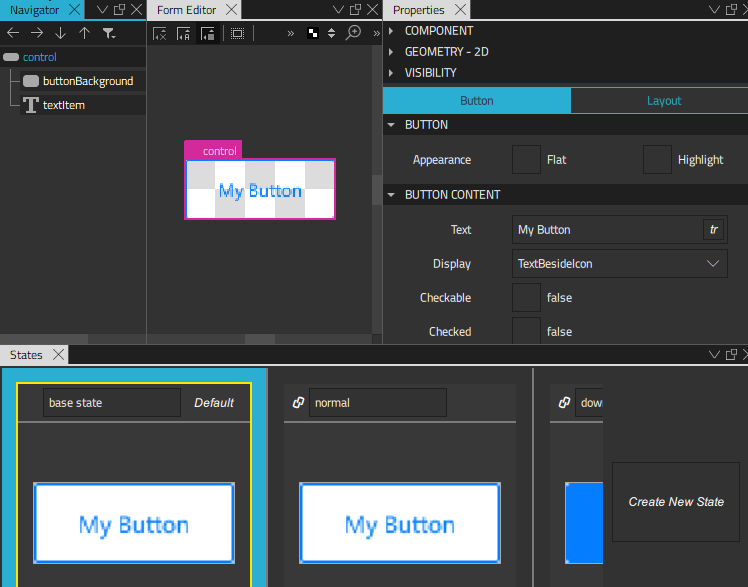 Navigator
Form Editor
Properties
control
buttonBackground
textItem
control
My Button
COMPONENT
GEOMETRY - 2D
VISIBILITY
Button
Layout
BUTTON
Appearance
Flat
Highlight
BUTTON CONTENT
Text
My Button
tr
Display
TextBesideIcon
Checkable
false
Checked
false
States
base state
Default
normal
dow
My Button
My Button
Create New State